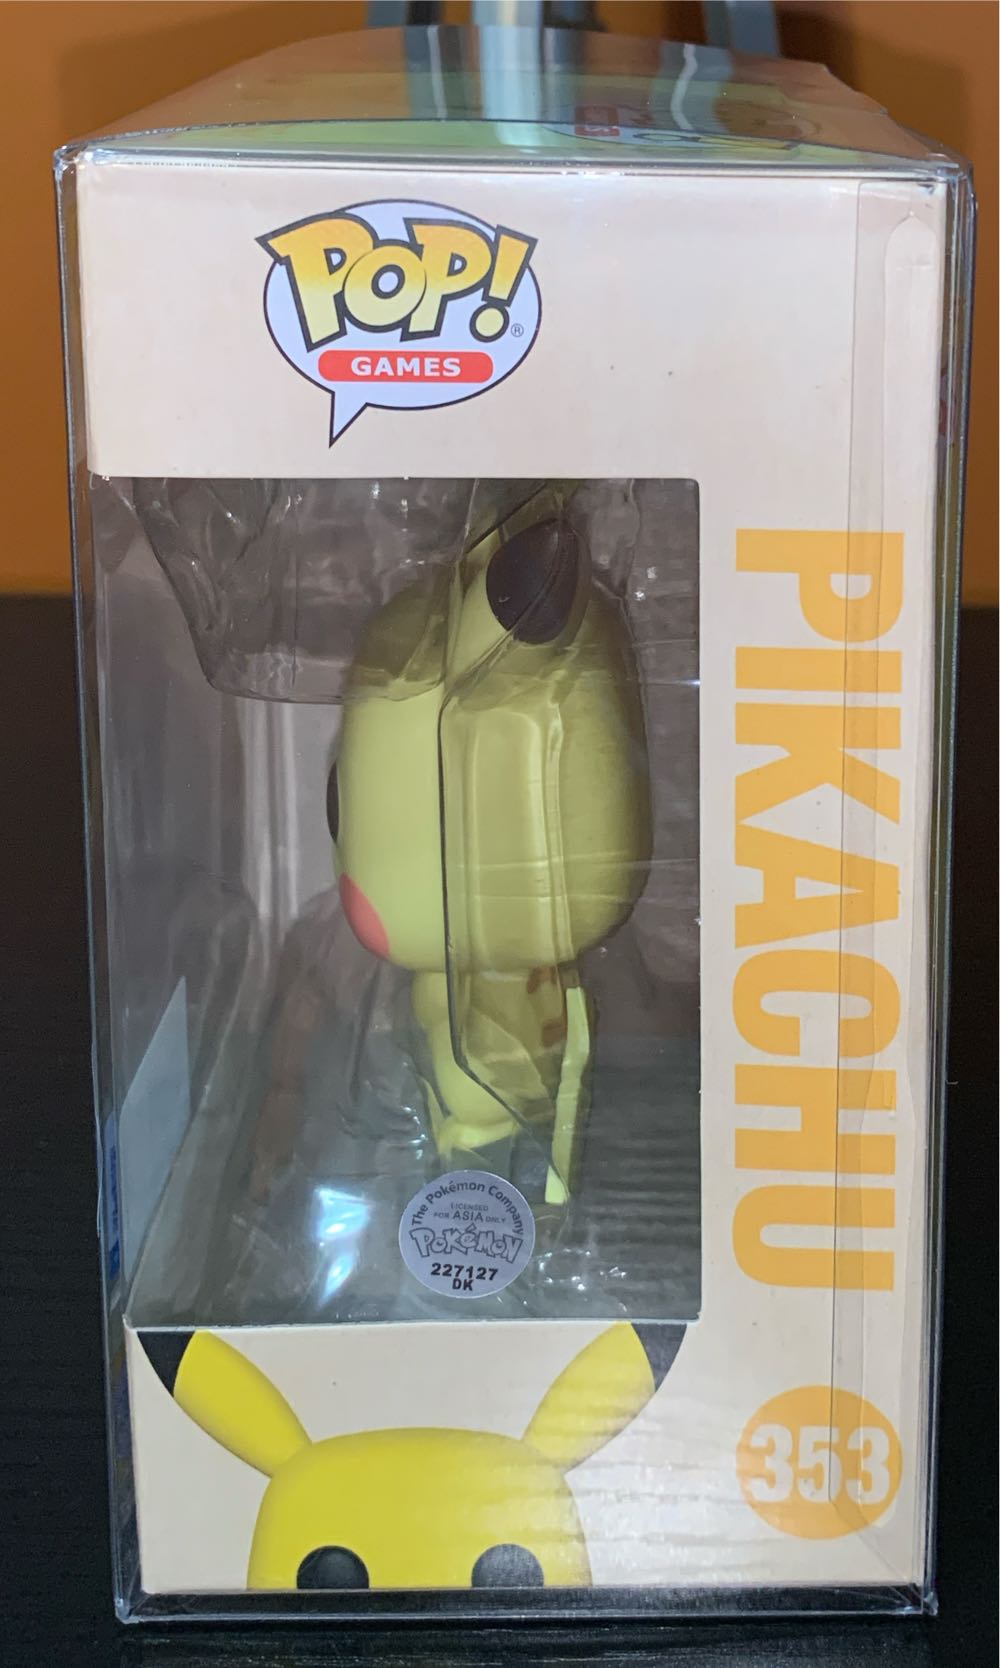 POP!
®
GAMES
PIKACHU
353
The Pokémon Company
LICENSED
FOR ASIA ONLY
POKéMON
227127
DK